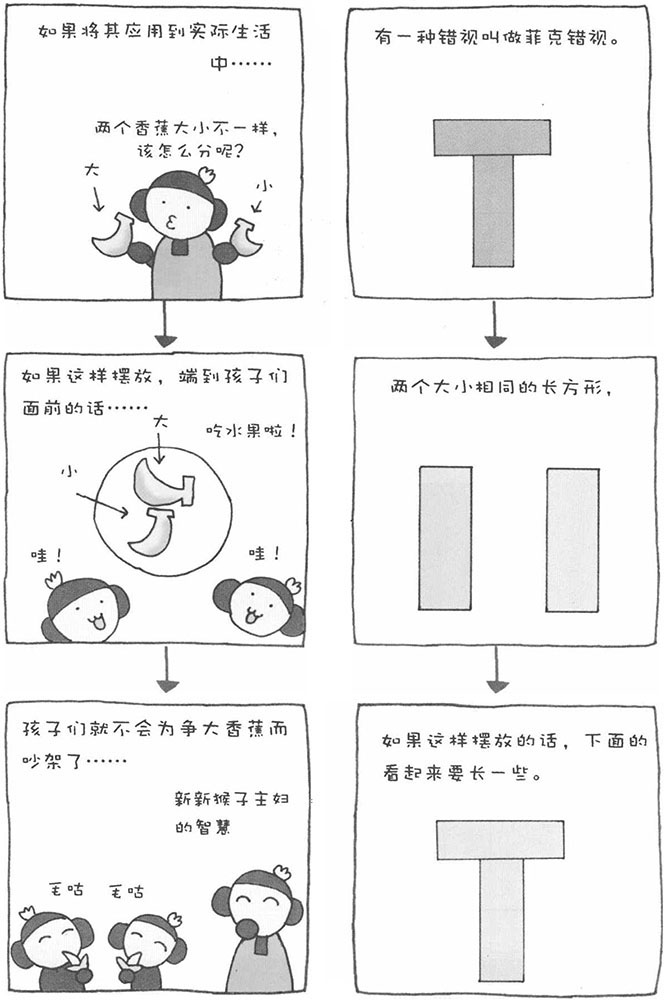 有一种错视叫做菲克错视。
两个大小相同的长方形，
如果这样摆放的话，下面的
看起来要长一些。
如果将其应用到实际生活
中……
两个香蕉大小不一样，
该怎么分呢？
大
小
如果这样摆放，端到孩子们
面前的话……
大
吃水果啦！
小
哇！
哇！
孩子们就不会为争大香蕉而
吵架了……
新新猴子主妇
的智慧
毛咕
毛咕